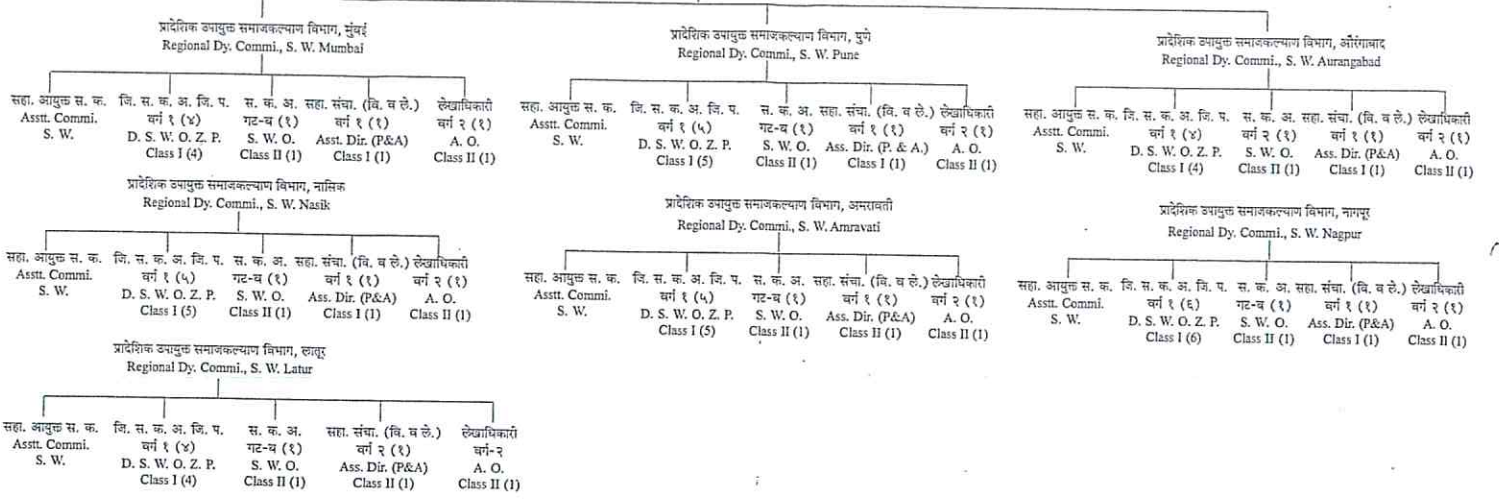 प्रादेशिक उपायुक्त समाजकल्याण विभाग, मुंबई
Regional Dy. Commi., S. W. Mumbai
सहा. आयुक्त स. क.
Asstt. Commi.
S. W.
जि. स. क. अ. जि. प.
वर्ग १ (४)
D. S. W. O. Z. P.
Class I (4)
स. क. अ.
गट-ब (१)
S. W. O.
Class II (1)
सहा. संचा. (वि. व ले.)
वर्ग १ (१)
Asst. Dir. (P&A)
Class I (1)
लेखाधिकारी
वर्ग २ (१)
A. O.
Class II (1)
प्रादेशिक उपायुक्त समाजकल्याण विभाग, पुणे
Regional Dy. Commi., S. W. Pune
सहा. आयुक्त स. क.
Asstt. Commi.
S. W.
जि. स. क. अ. जि. प.
वर्ग १ (५)
D. S. W. O. Z. P.
Class I (5)
स. क. अ.
गट-ब (१)
S. W. O.
Class II (1)
सहा. संचा. (वि. व ले.)
वर्ग १ (१)
Ass. Dir. (P. & A.)
Class I (1)
लेखाधिकारी
वर्ग २ (१)
A. O.
Class II (1)
प्रादेशिक उपायुक्त समाजकल्याण विभाग, औरंगाबाद
Regional Dy. Commi., S. W. Aurangabad
सहा. आयुक्त स. क.
Asstt. Commi.
S. W.
जि. स. क. अ. जि. प.
वर्ग १ (४)
D. S. W. O. Z. P.
Class I (4)
स. क. अ.
वर्ग २ (१)
S. W. O.
Class II (1)
सहा. संचा. (वि. व ले.)
वर्ग १ (१)
Ass. Dir. (P&A)
Class I (1)
लेखाधिकारी
वर्ग २ (१)
A. O.
Class II (1)
प्रादेशिक उपायुक्त समाजकल्याण विभाग, नासिक
Regional Dy. Commi., S. W. Nasik
सहा. आयुक्त स. क.
Asstt. Commi.
S. W.
जि. स. क. अ. जि. प.
वर्ग १ (५)
D. S. W. O. Z. P.
Class I (5)
स. क. अ.
गट-ब (१)
S. W. O.
Class II (1)
सहा. संचा. (वि. व ले.)
वर्ग १ (१)
Ass. Dir. (P&A)
Class I (1)
लेखाधिकारी
वर्ग २ (१)
A. O.
Class II (1)
प्रादेशिक उपायुक्त समाजकल्याण विभाग, अमरावती
Regional Dy. Commi., S. W. Amravati
सहा. आयुक्त स. क.
Asstt. Commi.
S. W.
जि. स. क. अ. जि. प.
वर्ग १ (५)
D. S. W. O. Z. P.
Class I (5)
स. क. अ.
गट-ब (१)
S. W. O.
Class II (1)
सहा. संचा. (वि. व ले.)
वर्ग १ (१)
Ass. Dir. (P&A)
Class II (1)
लेखाधिकारी
वर्ग २ (१)
A. O.
Class II (1)
प्रादेशिक उपायुक्त समाजकल्याण विभाग, नागपूर
Regional Dy. Commi., S. W. Nagpur
सहा. आयुक्त स. क.
Asstt. Commi.
S. W.
जि. स. क. अ. जि. प.
वर्ग १ (६)
D. S. W. O. Z. P.
Class I (6)
स. क. अ.
गट-ब (१)
S. W. O.
Class II (1)
सहा. संचा. (वि. व ले.)
वर्ग १ (१)
Ass. Dir. (P&A)
Class I (1)
लेखाधिकारी
वर्ग २ (१)
A. O.
Class II (1)
प्रादेशिक उपायुक्त समाजकल्याण विभाग, लातूर
Regional Dy. Commi., S. W. Latur
सहा. आयुक्त स. क.
Asstt. Commi.
S. W.
जि. स. क. अ. जि. प.
वर्ग १ (४)
D. S. W. O. Z. P.
Class I (4)
स. क. अ.
गट-ब (१)
S. W. O.
Class II (1)
सहा. संचा. (वि. व ले.)
वर्ग २ (१)
Ass. Dir. (P&A)
Class II (1)
लेखाधिकारी
वर्ग-२
A. O.
Class II (1)